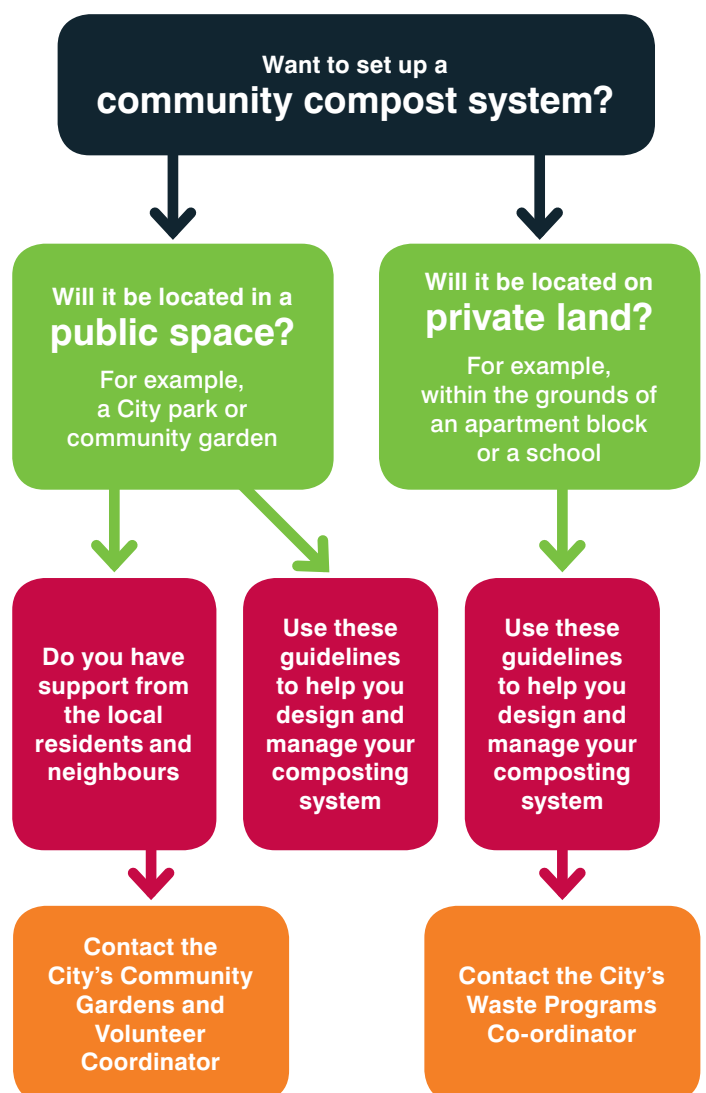 Want to set up a
community compost system?
Will it be located in a
public space?
For example,
a City park or
community garden
Will it be located on
private land?
For example,
within the grounds of
an apartment block
or a school
Do you have
support from
the local
residents and
neighbours
Use these
guidelines
to help you
design and
manage your
composting
system
Use these
guidelines
to help you
design and
manage your
composting
system
Contact the
City’s Community
Gardens and
Volunteer
Coordinator
Contact the City’s
Waste Programs
Co-ordinator